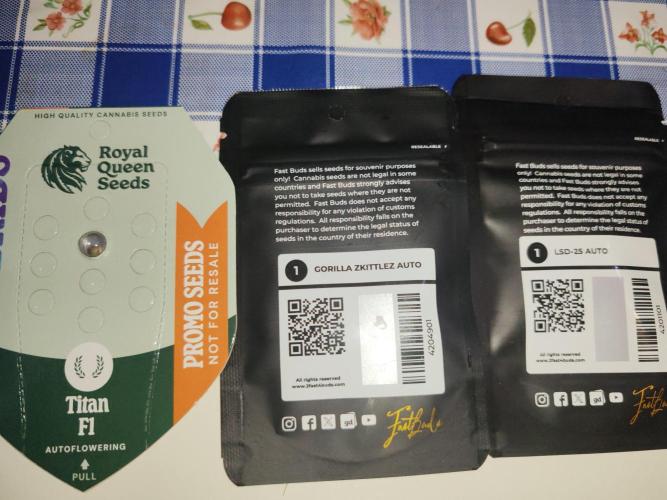 HIGH QUALITY CANNABIS SEEDS
Royal
Queen
Seeds
PROMO SEEDS
NOT FOR RESALE
Titan
F1
AUTOFLOWERING
PULL
RESEALABLE
Fast Buds sells seeds for souvenir purposes
only! Cannabis seeds are not legal in some
countries and Fast Buds strongly advises
you not to take seeds where they are not
permitted. Fast Buds does not accept any
responsibility for any violation of customs
regulations. All responsibility falls on the
purchaser to determine the legal status of
seeds in the country of their residence.
1 GORILLA ZKITTLEZ AUTO
4204901
All rights reserved
www.2fast4buds.com
gd
FastBuds
RESEALABLE
Fast Buds sells seeds for souvenir purposes
only! Cannabis seeds are not legal in some
countries and Fast Buds strongly advises
you not to take seeds where they are not
permitted. Fast Buds does not accept any
responsibility for any violation of customs
regulations. All responsibility falls on the
purchaser to determine the legal status of
seeds in the country of their residence.
1 LSD-25 AUTO
4201101
All rights reserved
www.2fast4buds.com
gd